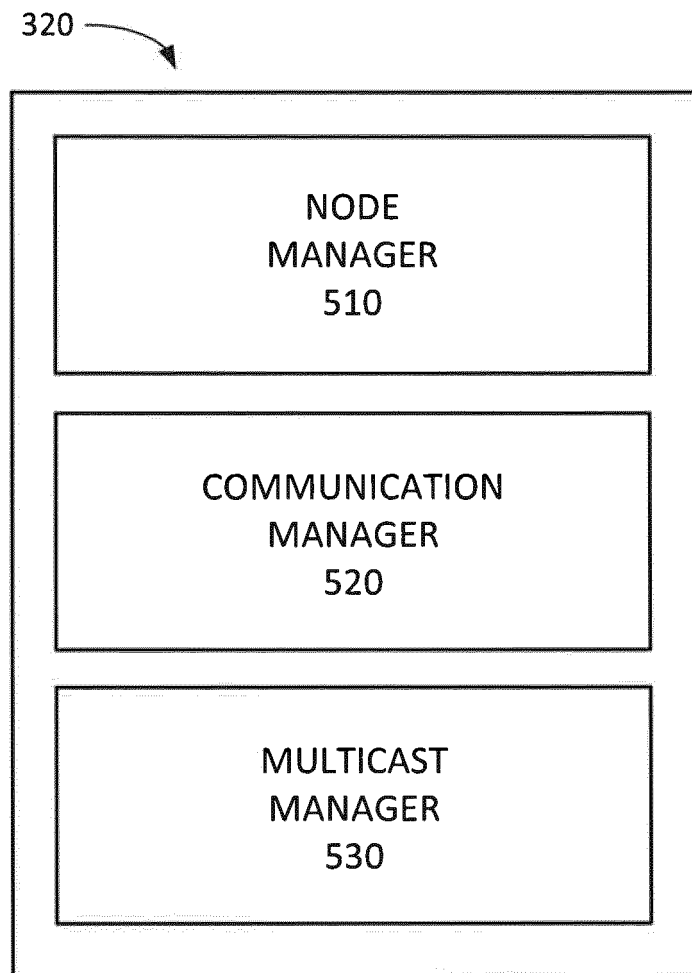 320
NODE
MANAGER
510
COMMUNICATION
MANAGER
520
MULTICAST
MANAGER
530